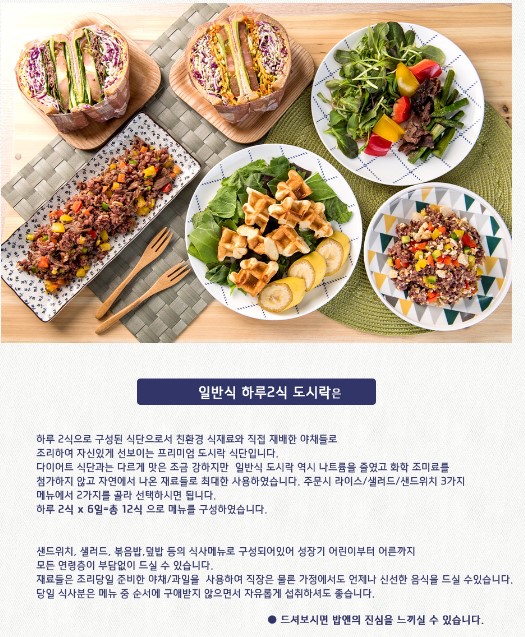 일반식 하루2식 도시락은
하루 2식으로 구성된 식단으로서 친환경 식재료와 직접 재배한 야채들로
조리하여 자신있게 선보이는 프리미엄 도시락 식단입니다.
다이어트 식단과는 다르게 맛은 조금 강하지만 일반식 도시락 역시 나트륨을 줄였고 화학 조미료를
첨가하지 않고 자연에서 나온 재료들로 최대한 사용하였습니다. 주문시 라이스/샐러드/샌드위치 3가지
메뉴에서 2가지를 골라 선택하시면 됩니다.
하루 2식 x 6일=총 12식 으로 메뉴를 구성하였습니다.
샌드위치, 샐러드, 볶음밥,덮밥 등의 식사메뉴로 구성되어있어 성장기 어린이부터 어른까지
모든 연령층이 부담없이 드실 수 있습니다.
재료들은 조리당일 준비한 야채/과일을 사용하여 직장은 물론 가정에서도 언제나 신선한 음식을 드실 수있습니다.
당일 식사분은 메뉴 중 순서에 구애받지 않으면서 자유롭게 섭취하셔도 좋습니다.
● 드셔보시면 밥앤의 진심을 느끼실 수 있습니다.